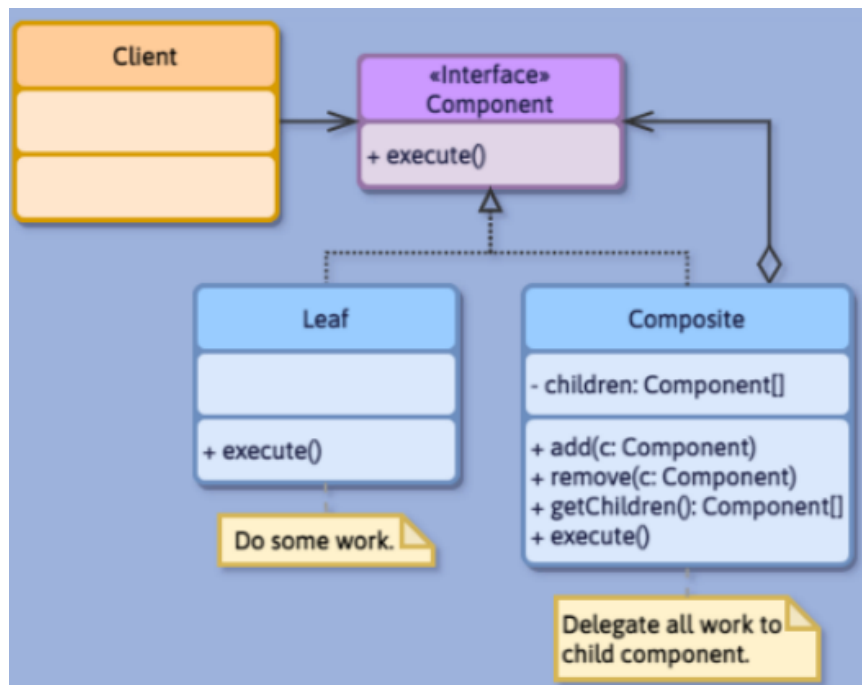 Client
«Interface»
Component
+ execute()
Leaf
+ execute()
Do some work.
Composite
- children: Component[]
+ add(c: Component)
+ remove(c: Component)
+ getChildren(): Component[]
+ execute()
Delegate all work to
child component.